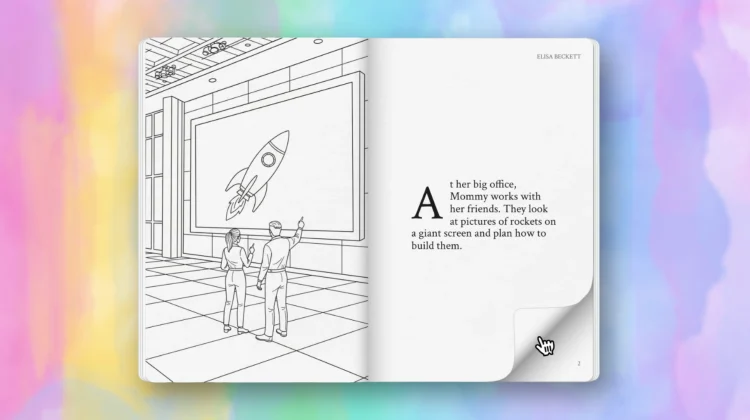 ELISA BECKETT
At her big office,
Mommy works with
her friends. They look
at pictures of rockets on
a giant screen and plan how to
build them.
2